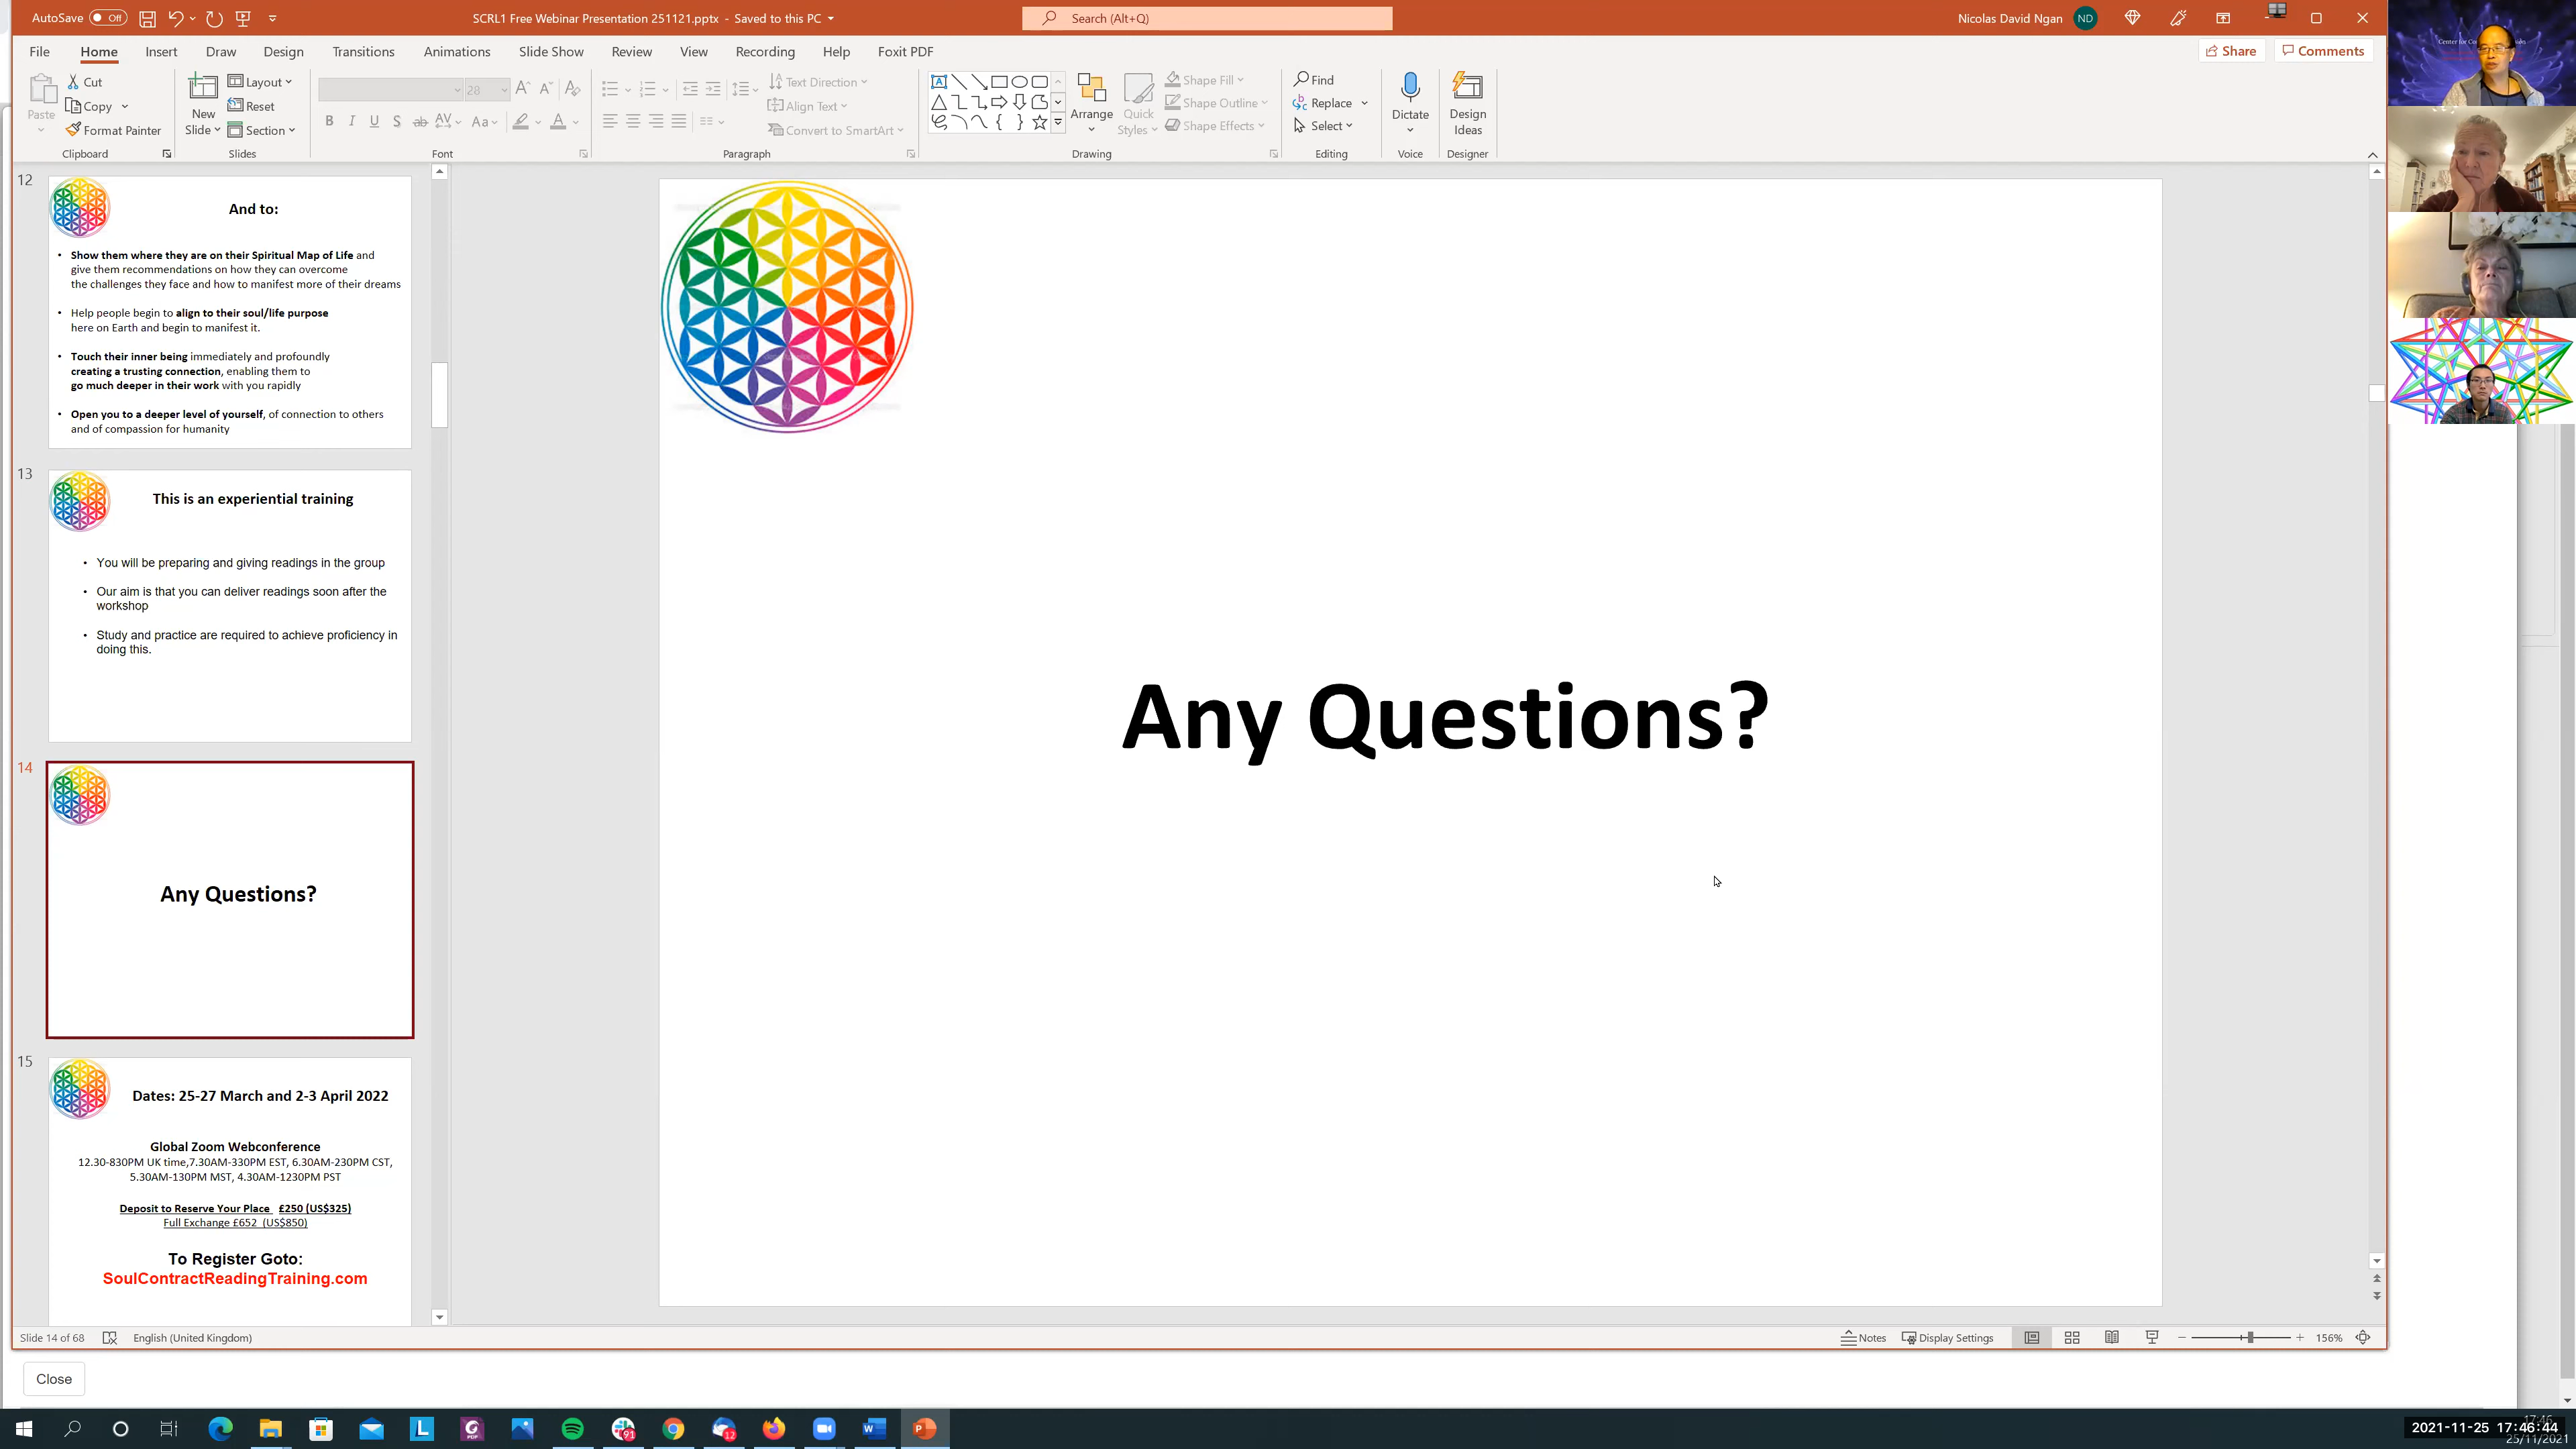 AutoSave Off
SCRL1 Free Webinar Presentation 251121.pptx - Saved to this PC
Search (Alt+Q)
Nicolas David Ngan ND
File Home Insert Draw Design Transitions Animations Slide Show Review View Recording Help Foxit PDF
Share Comments
Paste
Cut
Copy
Format Painter
Clipboard
New
Slide
Layout
Reset
Section
Slides
28
Font
Text Direction
Align Text
Convert to SmartArt
Paragraph
Arrange
Quick
Styles
Shape Fill
Shape Outline
Shape Effects
Drawing
Find
Replace
Select
Editing
Dictate
Voice
Design
Ideas
Designer
12
And to:
• Show them where they are on their Spiritual Map of Life and
give them recommendations on how they can overcome
the challenges they face and how to manifest more of their dreams
• Help people begin to align to their soul/life purpose
here on Earth and begin to manifest it.
• Touch their inner being immediately and profoundly
creating a trusting connection, enabling them to
go much deeper in their work with you rapidly
• Open you to a deeper level of yourself, of connection to others
and of compassion for humanity
13
This is an experiential training
• You will be preparing and giving readings in the group
• Our aim is that you can deliver readings soon after the
workshop
• Study and practice are required to achieve proficiency in
doing this.
14
Any Questions?
15
Dates: 25-27 March and 2-3 April 2022
Global Zoom Webconference
12.30-830PM UK time,7.30AM-330PM EST, 6.30AM-230PM CST,
5.30AM-130PM MST, 4.30AM-1230PM PST
Deposit to Reserve Your Place £250 (US$325)
Full Exchange £652 (US$850)
To Register Goto:
SoulContractReadingTraining.com
Any Questions?
Slide 14 of 68
English (United Kingdom)
Notes
Display Settings
156%
Close
91
12
17:46
2021-11-25 17:46:44
25/11/2021